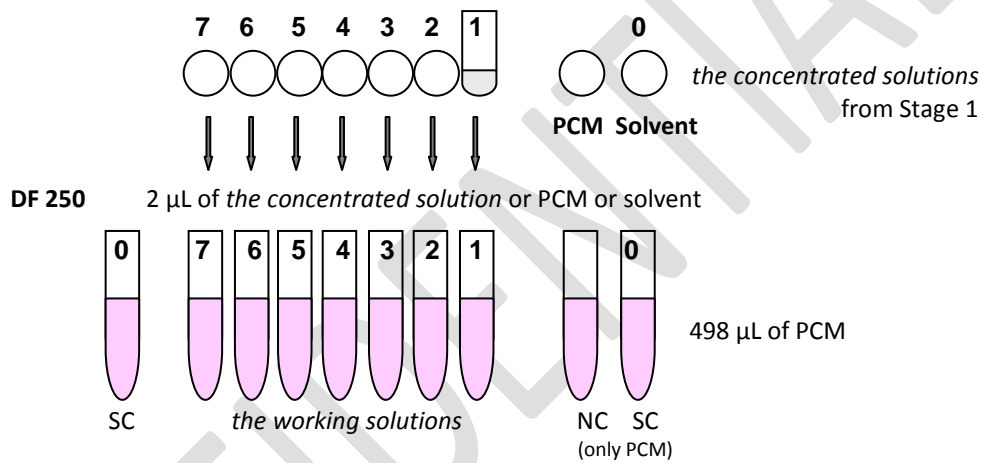 7 6 5 4 3 2 1 0
the concentrated solutions
from Stage 1
PCM Solvent
DF 250 2 µL of the concentrated solution or PCM or solvent
0 7 6 5 4 3 2 1 0
498 µL of PCM
SC the working solutions NC SC
(only PCM)